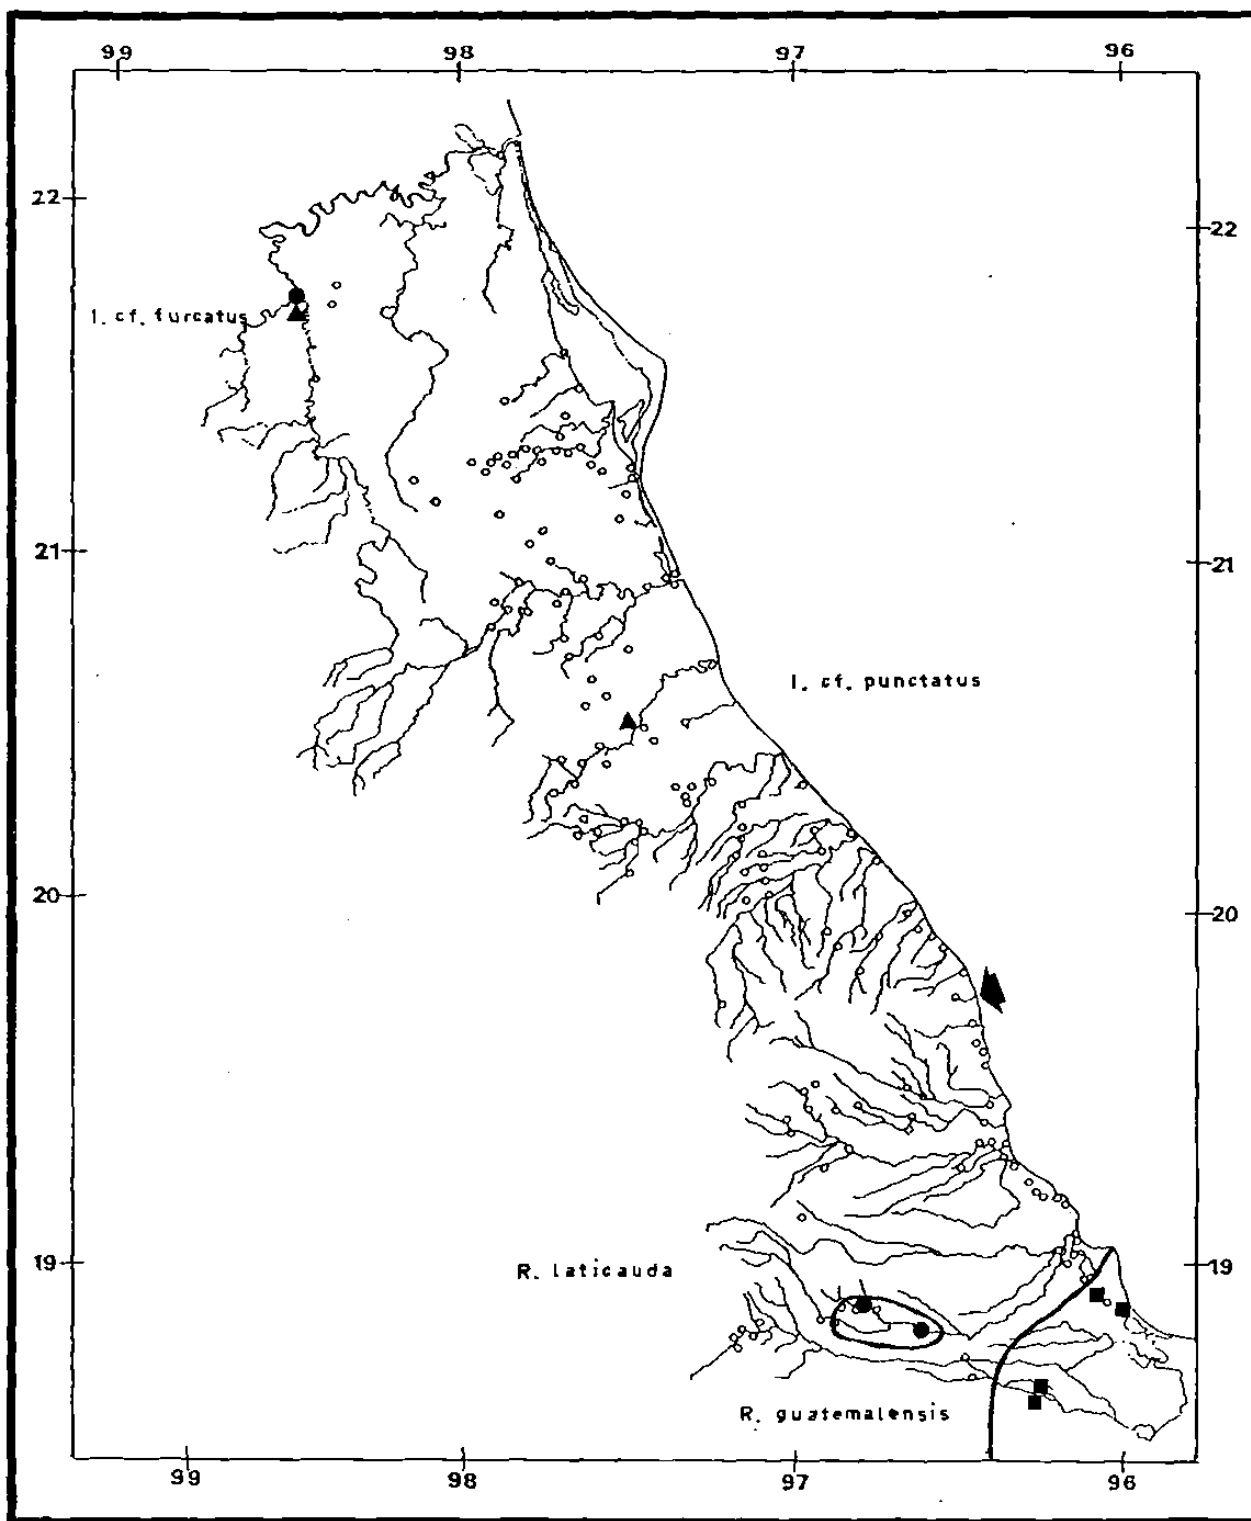 99 98 97 96
22
22
I. cf. furcatus
21
21
I. cf. punctatus
20
20
19
19
R. laticauda
R. guatemalensis
99 98 97 96